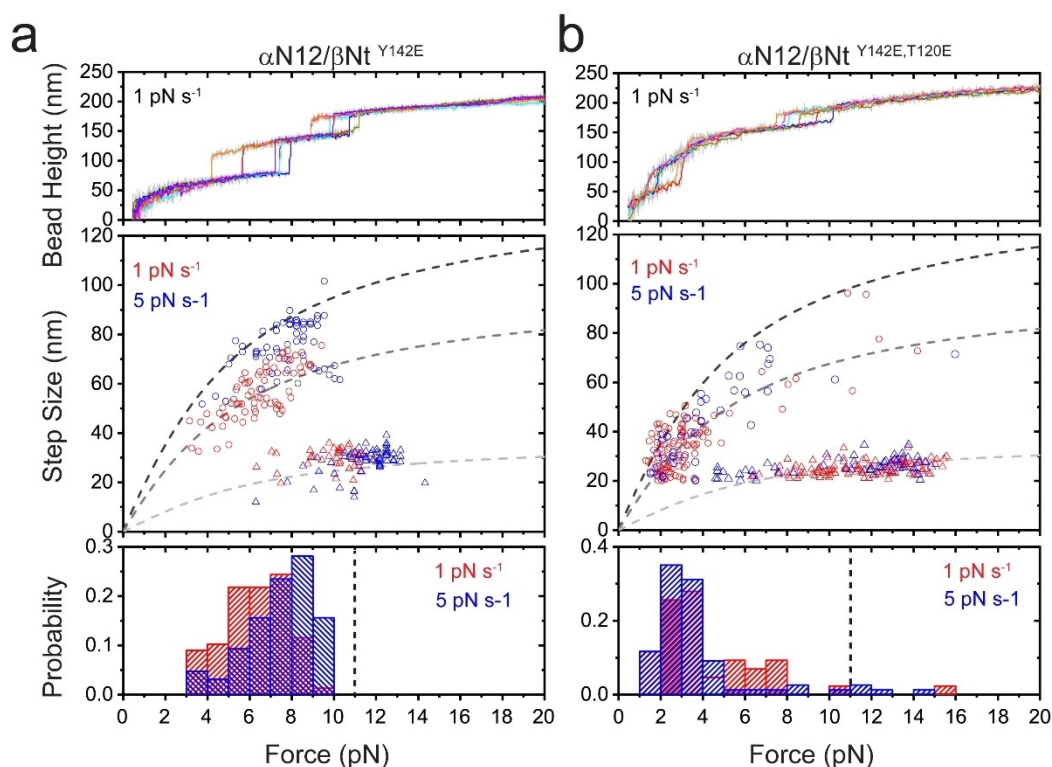 a
αN12/βNt Y142E
Bead Height (nm)
250
200
150
100
50
0
1 pN s⁻¹
Step Size (nm)
120
100
80
60
40
20
0
1 pN s⁻¹
5 pN s-1
Probability
0.3
0.2
0.1
0.0
1 pN s⁻¹
5 pN s-1
0 2 4 6 8 10 12 14 16 18 20
Force (pN)
b
αN12/βNt Y142E,T120E
250
200
150
100
50
0
1 pN s⁻¹
120
100
80
60
40
20
0
1 pN s⁻¹
5 pN s-1
0.4
0.2
0.0
1 pN s⁻¹
5 pN s-1
0 2 4 6 8 10 12 14 16 18 20
Force (pN)